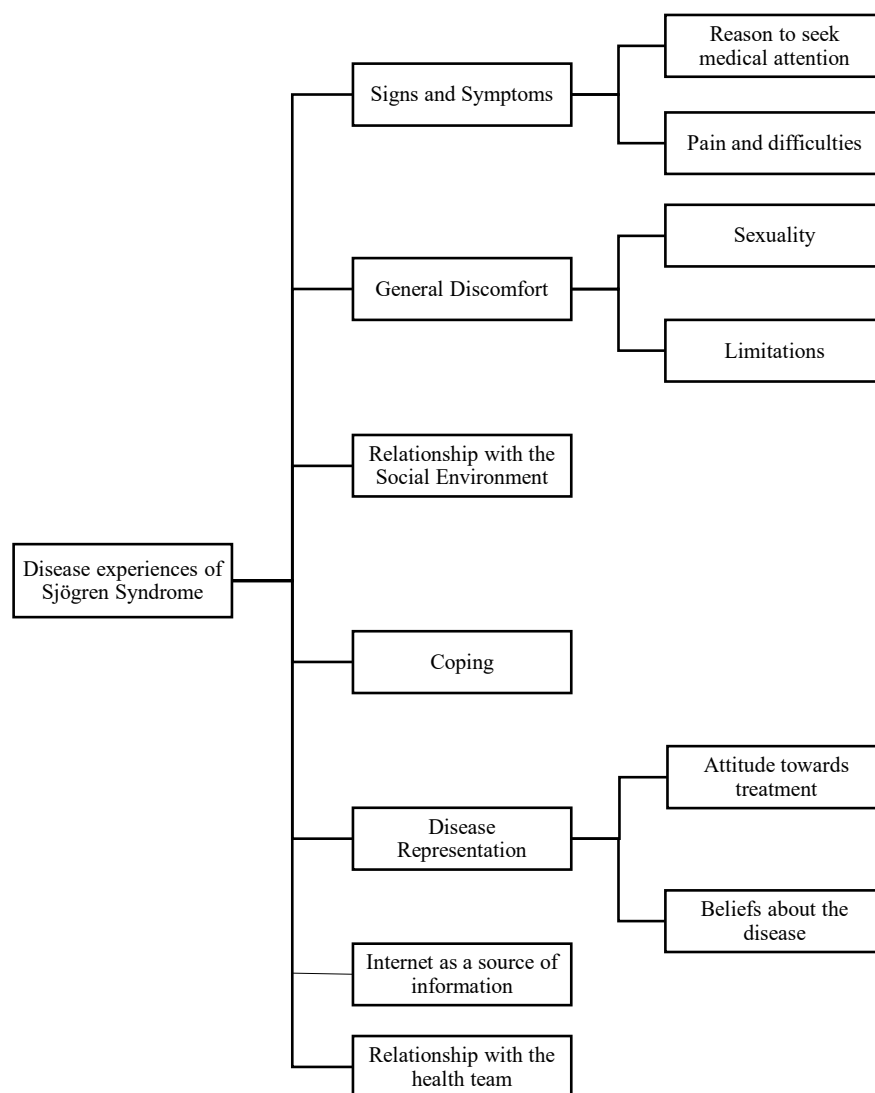 Reason to seek
medical attention
Signs and Symptoms
Pain and difficulties
Sexuality
General Discomfort
Limitations
Relationship with the
Social Environment
Disease experiences of
Sjögren Syndrome
Coping
Attitude towards
treatment
Disease
Representation
Beliefs about the
disease
Internet as a source of
information
Relationship with the
health team